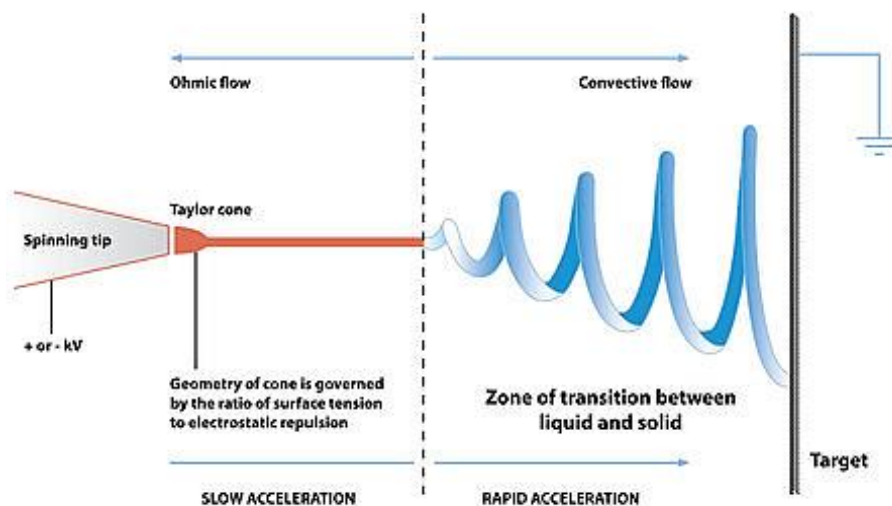 Ohmic flow
Convective flow
Taylor cone
Spinning tip
+ or - kV
Geometry of cone is governed
by the ratio of surface tension
to electrostatic repulsion
Zone of transition between
liquid and solid
Target
SLOW ACCELERATION
RAPID ACCELERATION